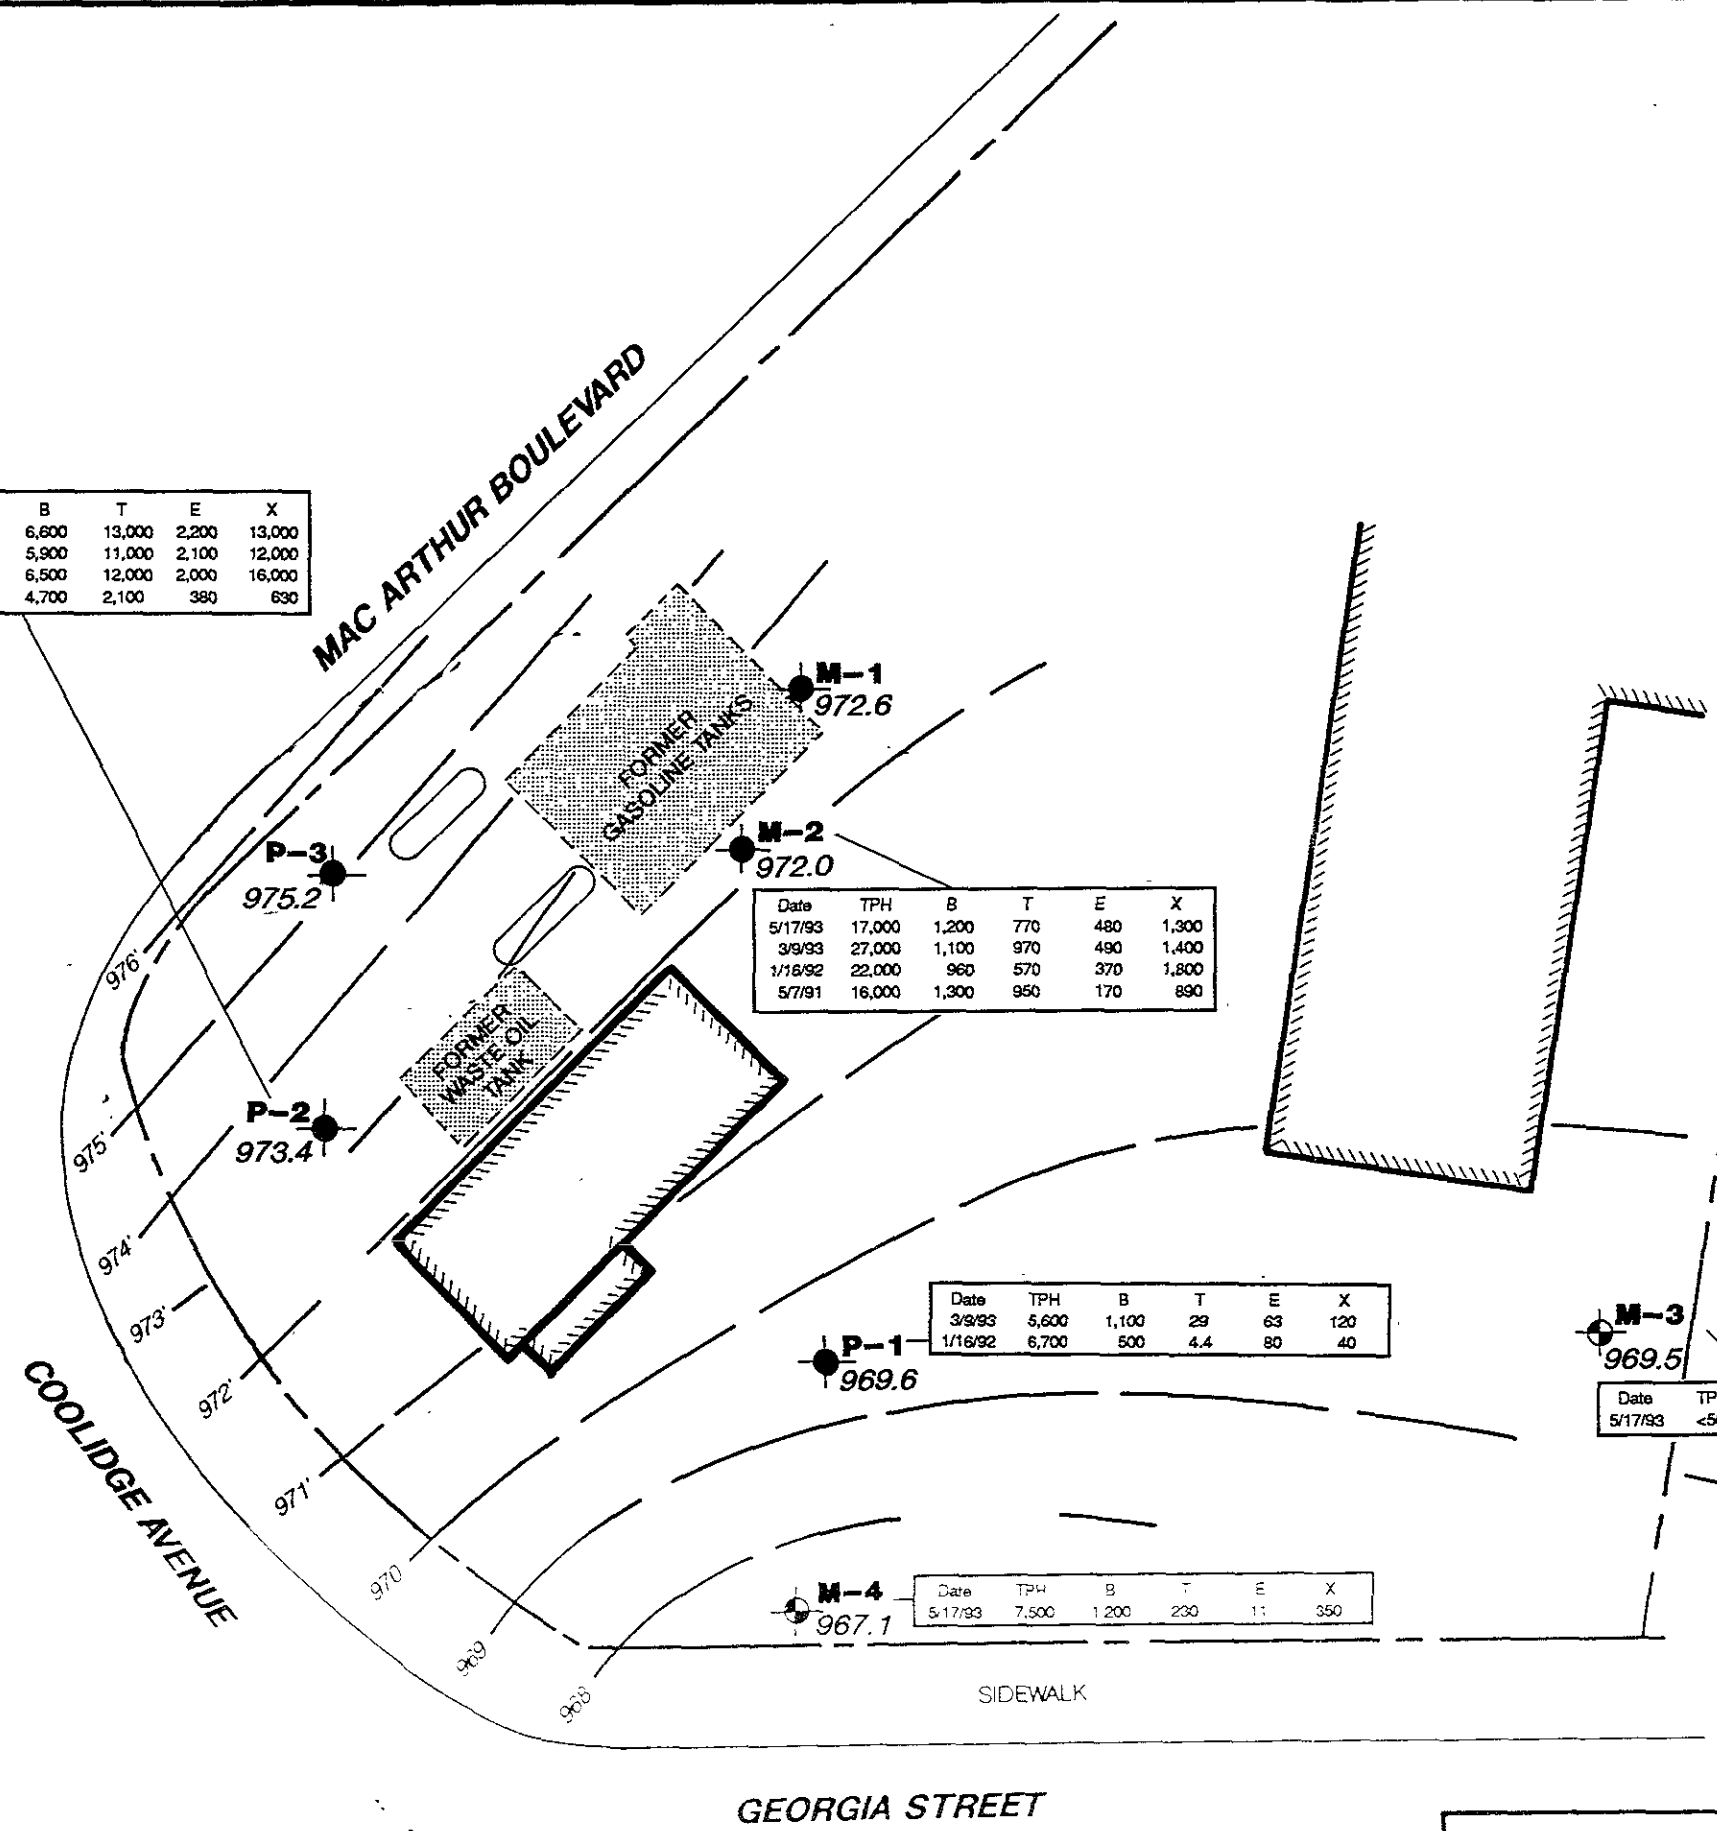 MAC ARTHUR BOULEVARD
B T E X
6,600 13,000 2,200 13,000
5,900 11,000 2,100 12,000
6,500 12,000 2,000 16,000
4,700 2,100 380 630
M-1
972.6
FORMER
GASOLINE TANKS
M-2
972.0
P-3
975.2
Date TPH B T E X
5/17/93 17,000 1,200 770 480 1,300
3/9/93 27,000 1,100 970 490 1,400
1/16/92 22,000 960 570 370 1,800
5/7/91 16,000 1,300 950 170 890
976'
FORMER
WASTE OIL
TANK
P-2
973.4
975'
974'
973'
972'
971'
970
969
968
Date TPH B T E X
3/9/93 5,600 1,100 29 63 120
1/16/92 6,700 500 4.4 80 40
P-1
969.6
M-3
969.5
Date
5/17/93
COOLIDGE AVENUE
M-4
967.1
Date TPH B T E X
5/17/93 7,500 1 200 230 11 350
SIDEWALK
GEORGIA STREET